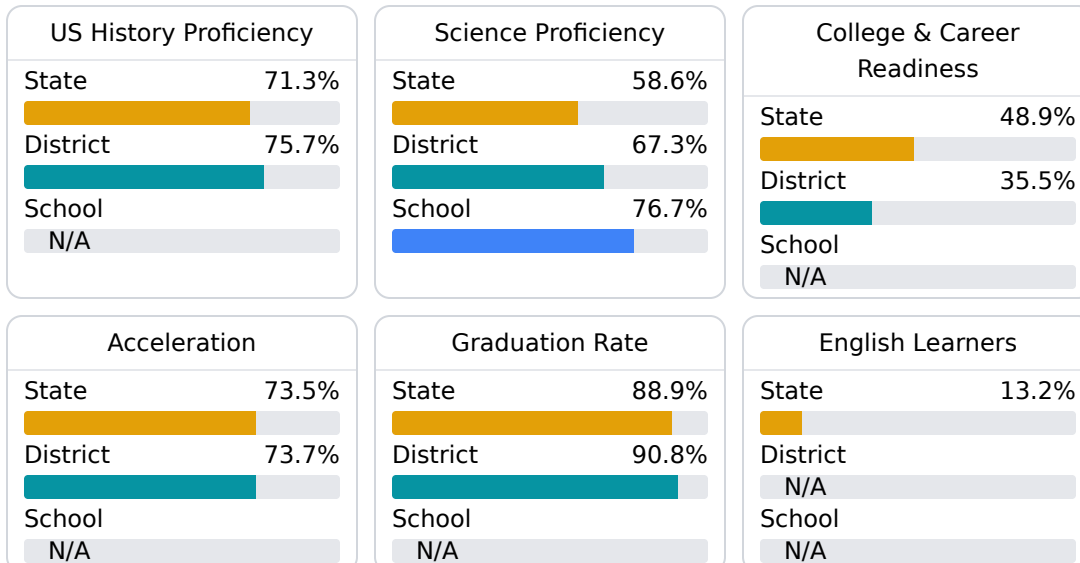 US History Proficiency
State 71.3%
District 75.7%
School
N/A
Science Proficiency
State 58.6%
District 67.3%
School 76.7%
College & Career
Readiness
State 48.9%
District 35.5%
School
N/A
Acceleration
State 73.5%
District 73.7%
School
N/A
Graduation Rate
State 88.9%
District 90.8%
School
N/A
English Learners
State 13.2%
District
N/A
School
N/A